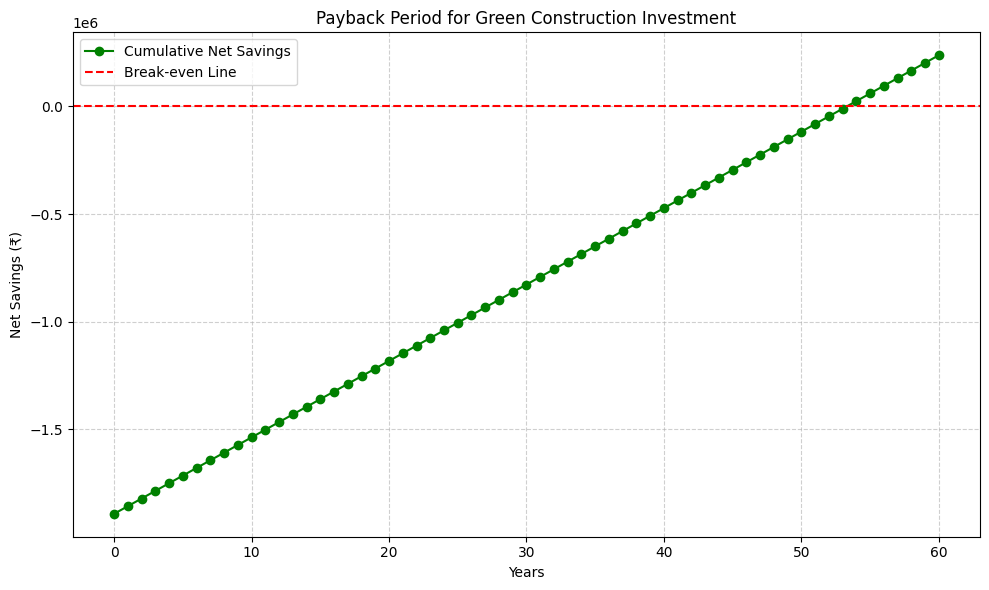 Payback Period for Green Construction Investment
1e6
Cumulative Net Savings
Break-even Line
0.0
−0.5
−1.0
−1.5
Net Savings (₹)
0 10 20 30 40 50 60
Years